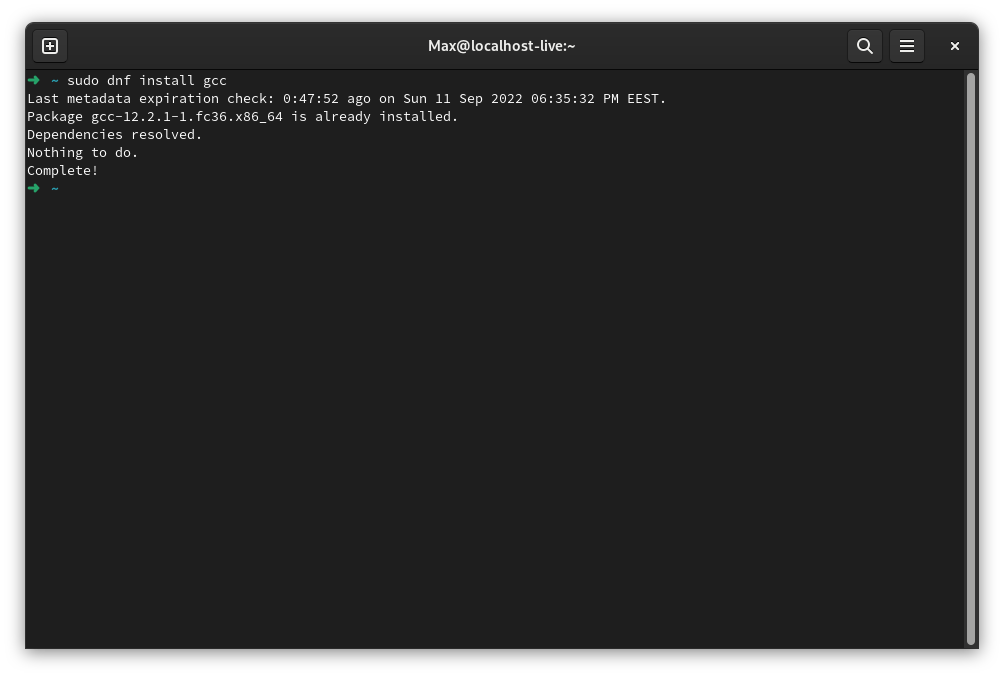 Max@localhost-live:~
➜ ~ sudo dnf install gcc
Last metadata expiration check: 0:47:52 ago on Sun 11 Sep 2022 06:35:32 PM EEST.
Package gcc-12.2.1-1.fc36.x86_64 is already installed.
Dependencies resolved.
Nothing to do.
Complete!
➜ ~